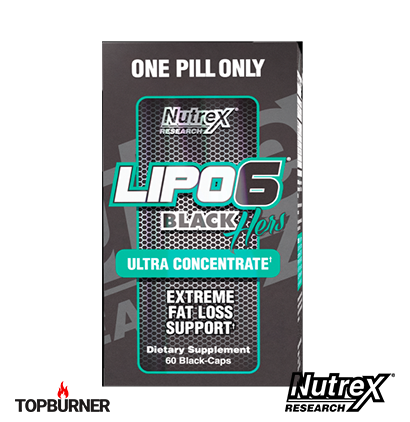 ONE PILL ONLY
Nutrex
RESEARCH®
LIPO6®
BLACK Hers
ULTRA CONCENTRATE†
EXTREME
FAT LOSS
SUPPORT†
Dietary Supplement
60 Black-Caps
TOPBURNER
Nutrex
RESEARCH®